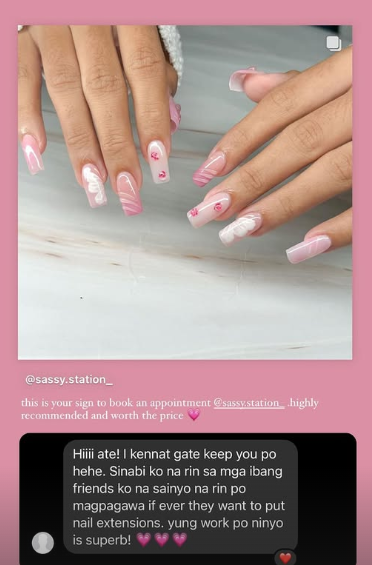 @sassy.station_
this is your sign to book an appointment @sassy.station_ .highly
recommended and worth the price 💗
Hiiii ate! I kennat gate keep you po
hehe. Sinabi ko na rin sa mga ibang
friends ko na sainyo na rin po
magpagawa if ever they want to put
nail extensions. yung work po ninyo
is superb! 💗💗💗
❤️